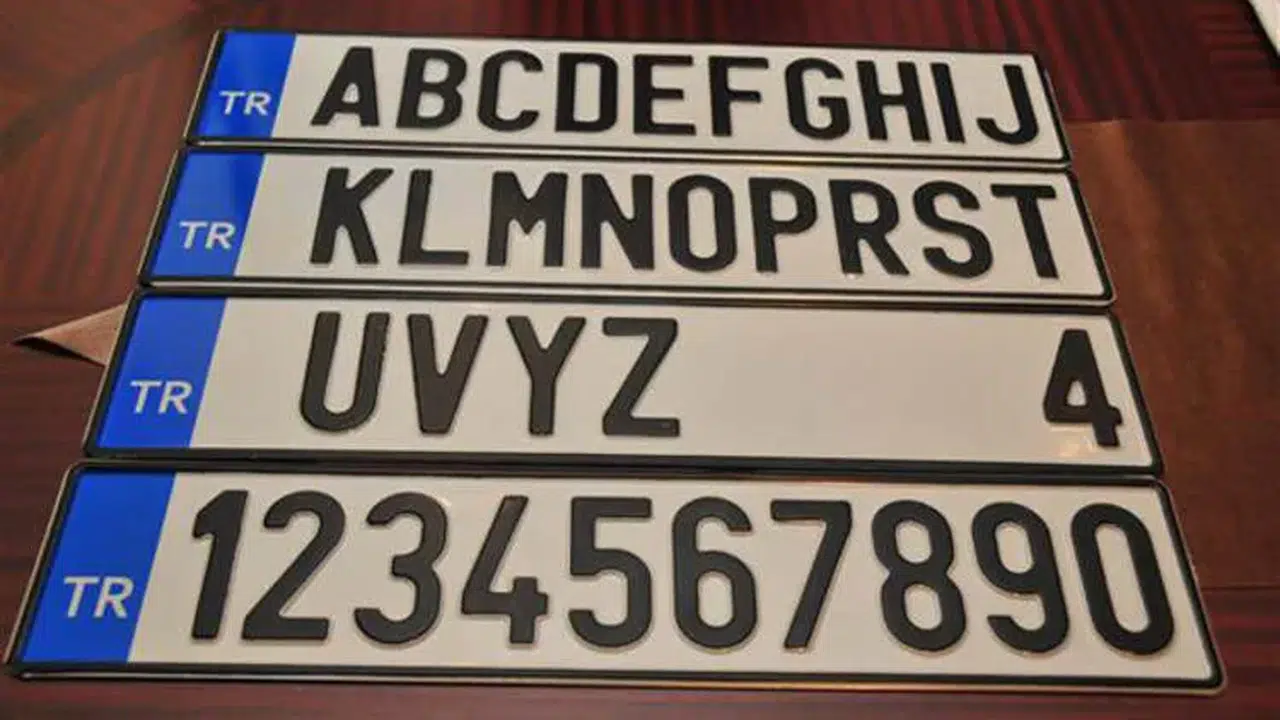 TR ABCDEFGHIJ
TR KLMNOPRST
TR UVYZ 4
TR 1234567890